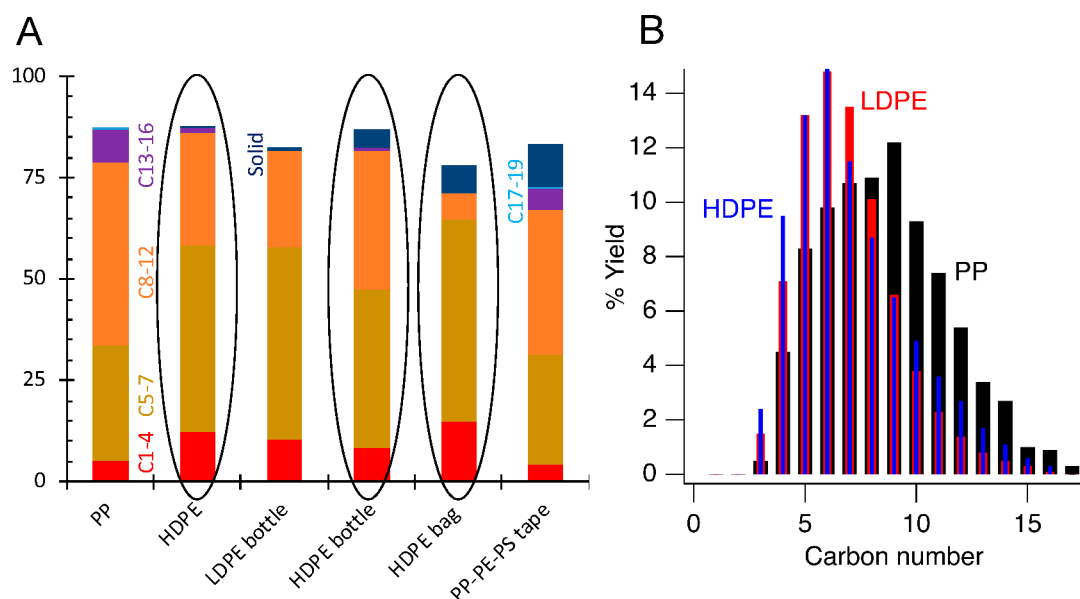 A
100
75
50
25
0
C1-4
C5-7
C8-12
C13-16
Solid
C17-19
PP
HDPE
LDPE bottle
HDPE bottle
HDPE bag
PP-PE-PS tape
B
% Yield
14
12
10
8
6
4
2
0
LDPE
HDPE
PP
0
5
10
15
Carbon number